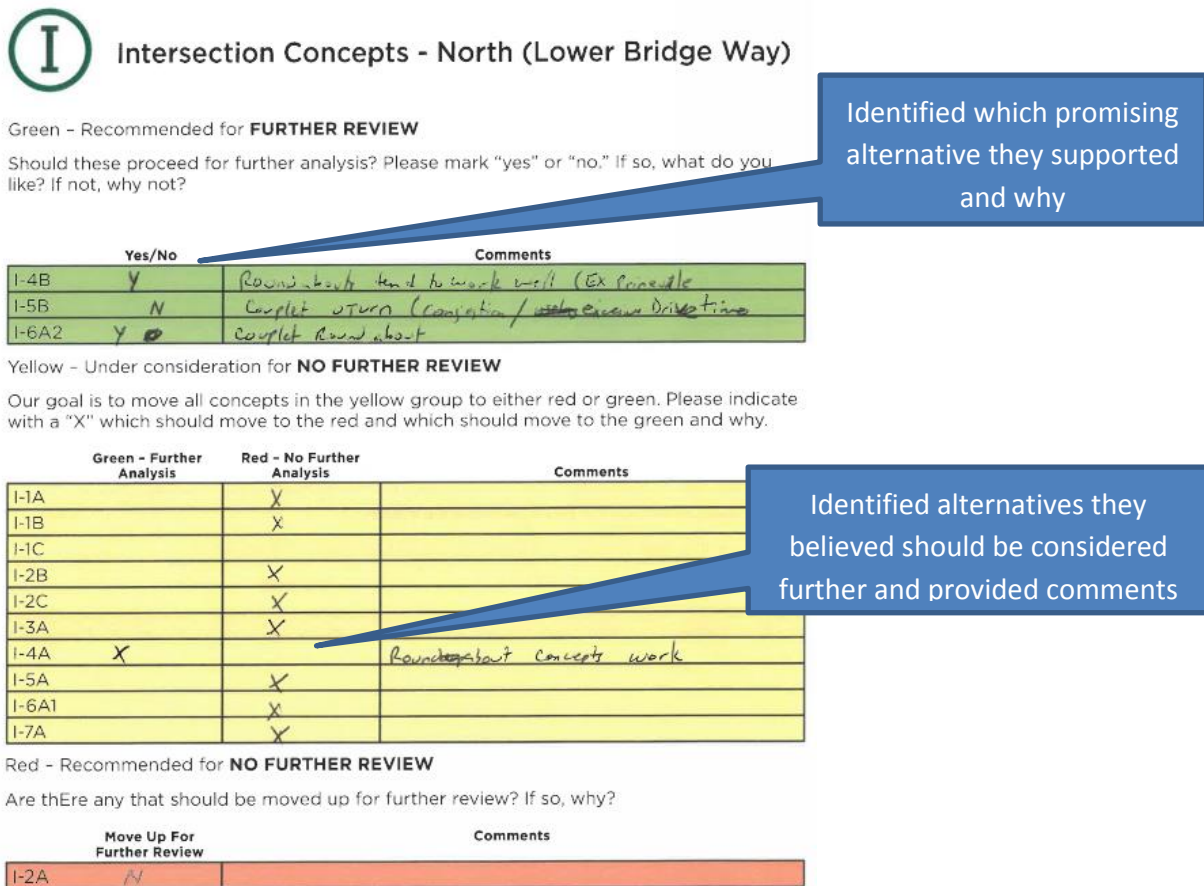 I Intersection Concepts - North (Lower Bridge Way)
Identified which promising
alternative they supported
and why
Green – Recommended for FURTHER REVIEW
Should these proceed for further analysis? Please mark "yes" or "no." If so, what do you
like? If not, why not?
Yes/No Comments
I-4B Y Roundabouts tend to work well (Ex Prineville
I-5B N Couplet UTurn (congestion / excessive Drive time
I-6A2 Y Couplet Roundabout
Yellow – Under consideration for NO FURTHER REVIEW
Our goal is to move all concepts in the yellow group to either red or green. Please indicate
with a "X" which should move to the red and which should move to the green and why.
Green – Further Analysis Red – No Further Analysis Comments
I-1A X
I-1B X
I-1C
I-2B X
I-2C X
I-3A X
I-4A X Roundabout concepts work
I-5A X
I-6A1 X
I-7A X
Identified alternatives they
believed should be considered
further and provided comments
Red – Recommended for NO FURTHER REVIEW
Are thEre any that should be moved up for further review? If so, why?
Move Up For Further Review Comments
I-2A N